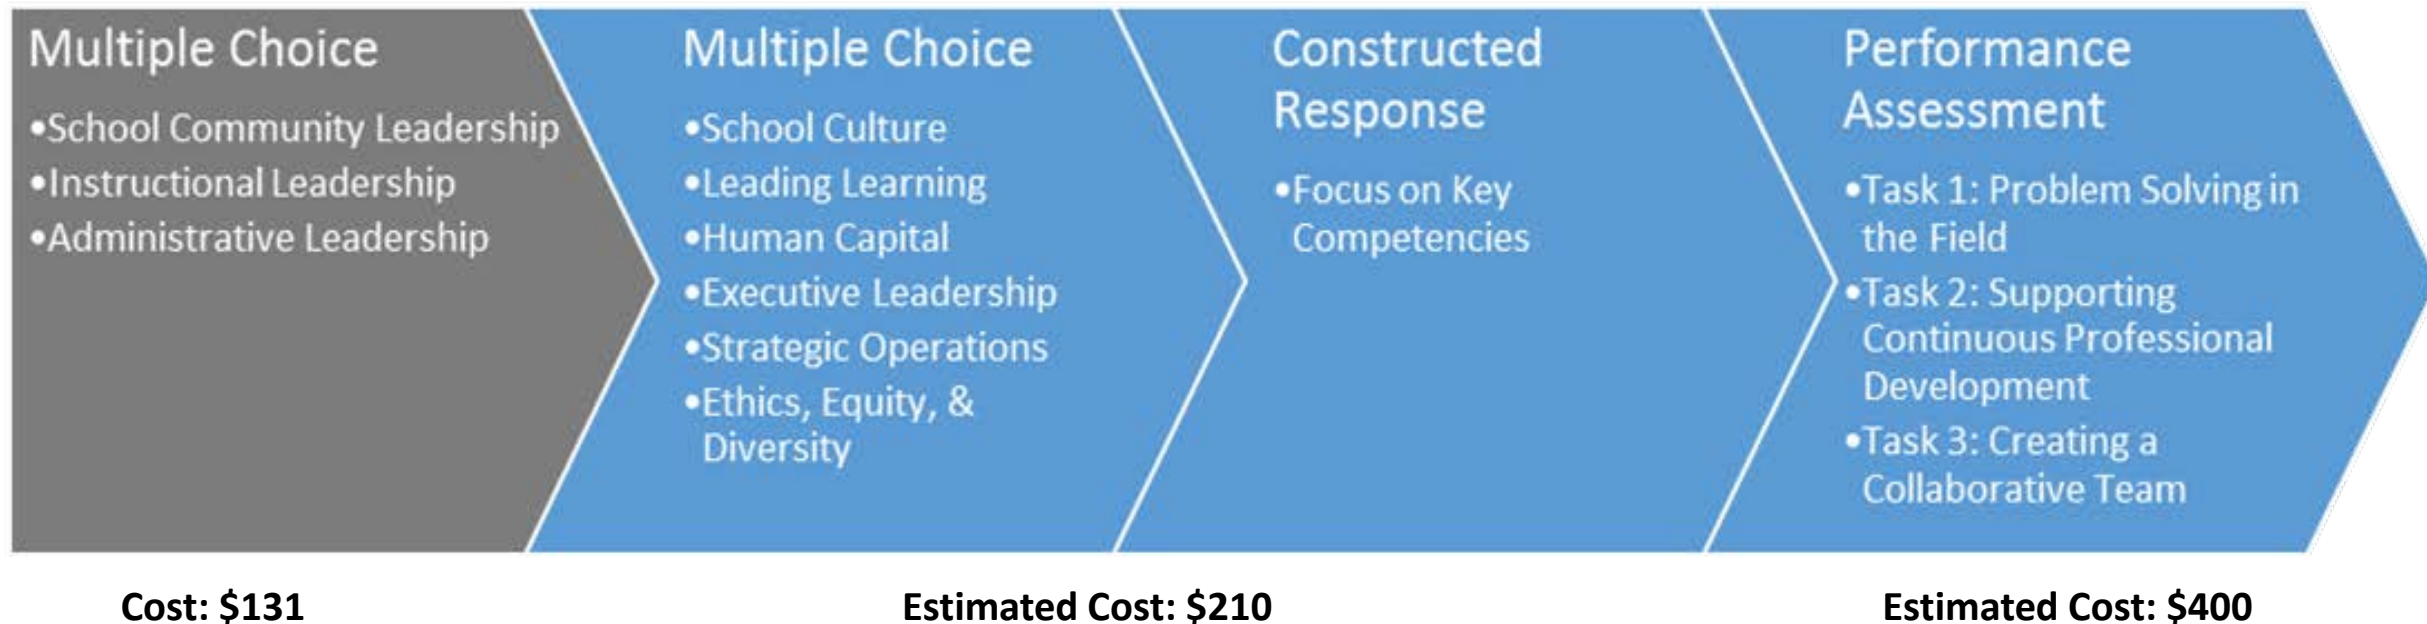 Multiple Choice
•School Community Leadership
•Instructional Leadership
•Administrative Leadership
Multiple Choice
•School Culture
•Leading Learning
•Human Capital
•Executive Leadership
•Strategic Operations
•Ethics, Equity, &
Diversity
Constructed
Response
•Focus on Key
Competencies
Performance
Assessment
•Task 1: Problem Solving in
the Field
•Task 2: Supporting
Continuous Professional
Development
•Task 3: Creating a
Collaborative Team
Cost: $131
Estimated Cost: $210
Estimated Cost: $400